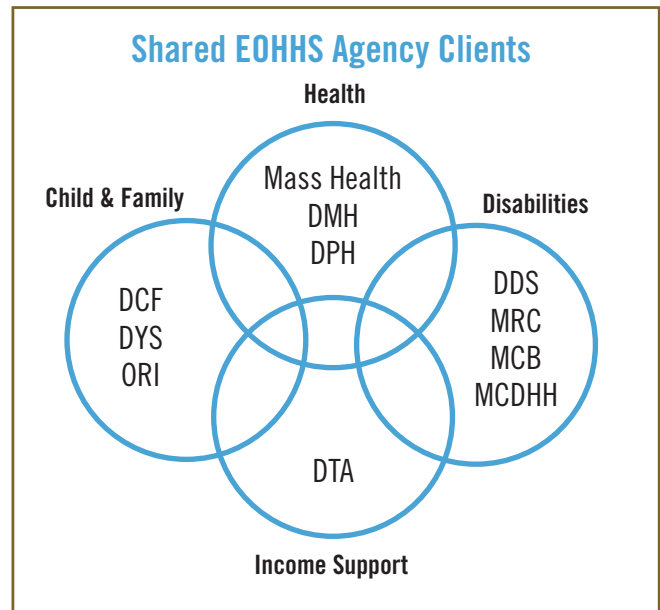 Shared EOHHS Agency Clients
Health
Child & Family
Disabilities
Mass Health
DMH
DPH
DCF
DYS
ORI
DDS
MRC
MCB
MCDHH
DTA
Income Support